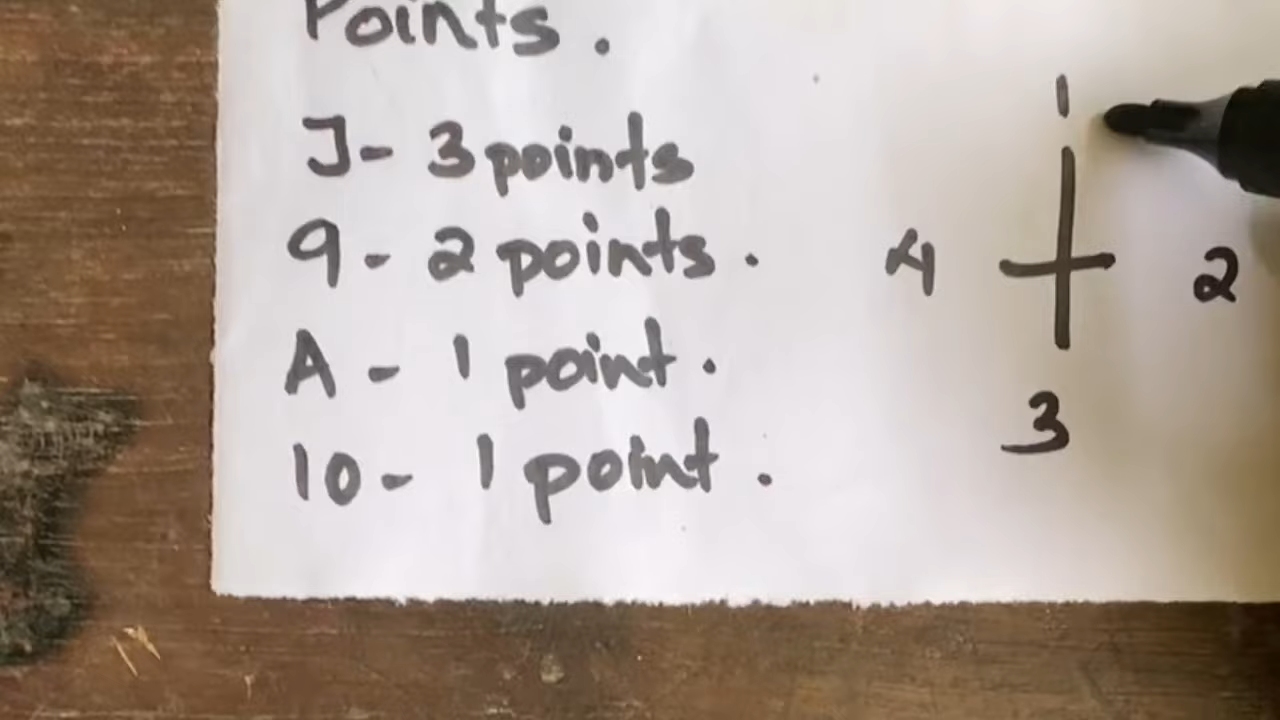 Points.
J- 3 points
9- 2 points.
A - 1 point.
10- 1 point.
1
4 2
3